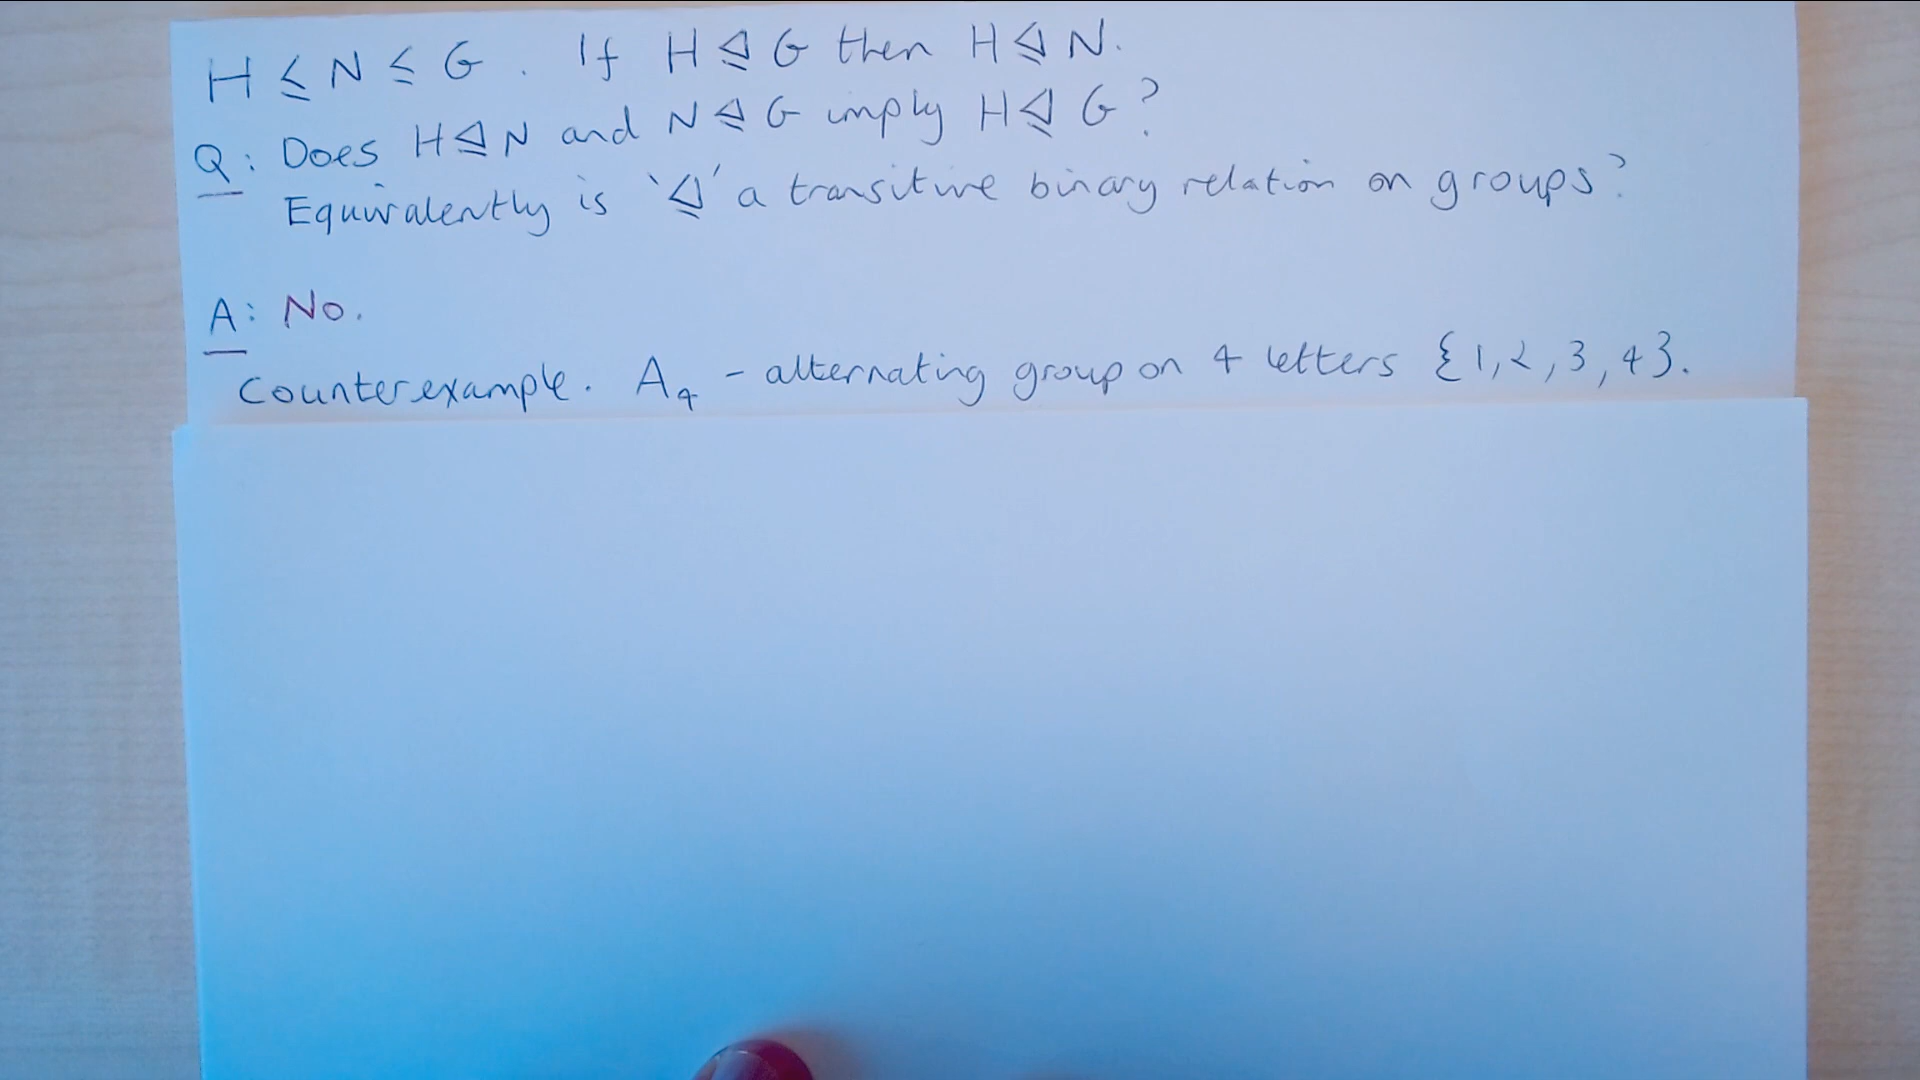 H ≤ N ≤ G. If H ⊴ G then H ⊴ N.
Q: Does H ⊴ N and N ⊴ G imply H ⊴ G?
Equivalently is '⊴' a transitive binary relation on groups?
A: No.
Counterexample. A₄ - alternating group on 4 letters {1,2,3,4}.